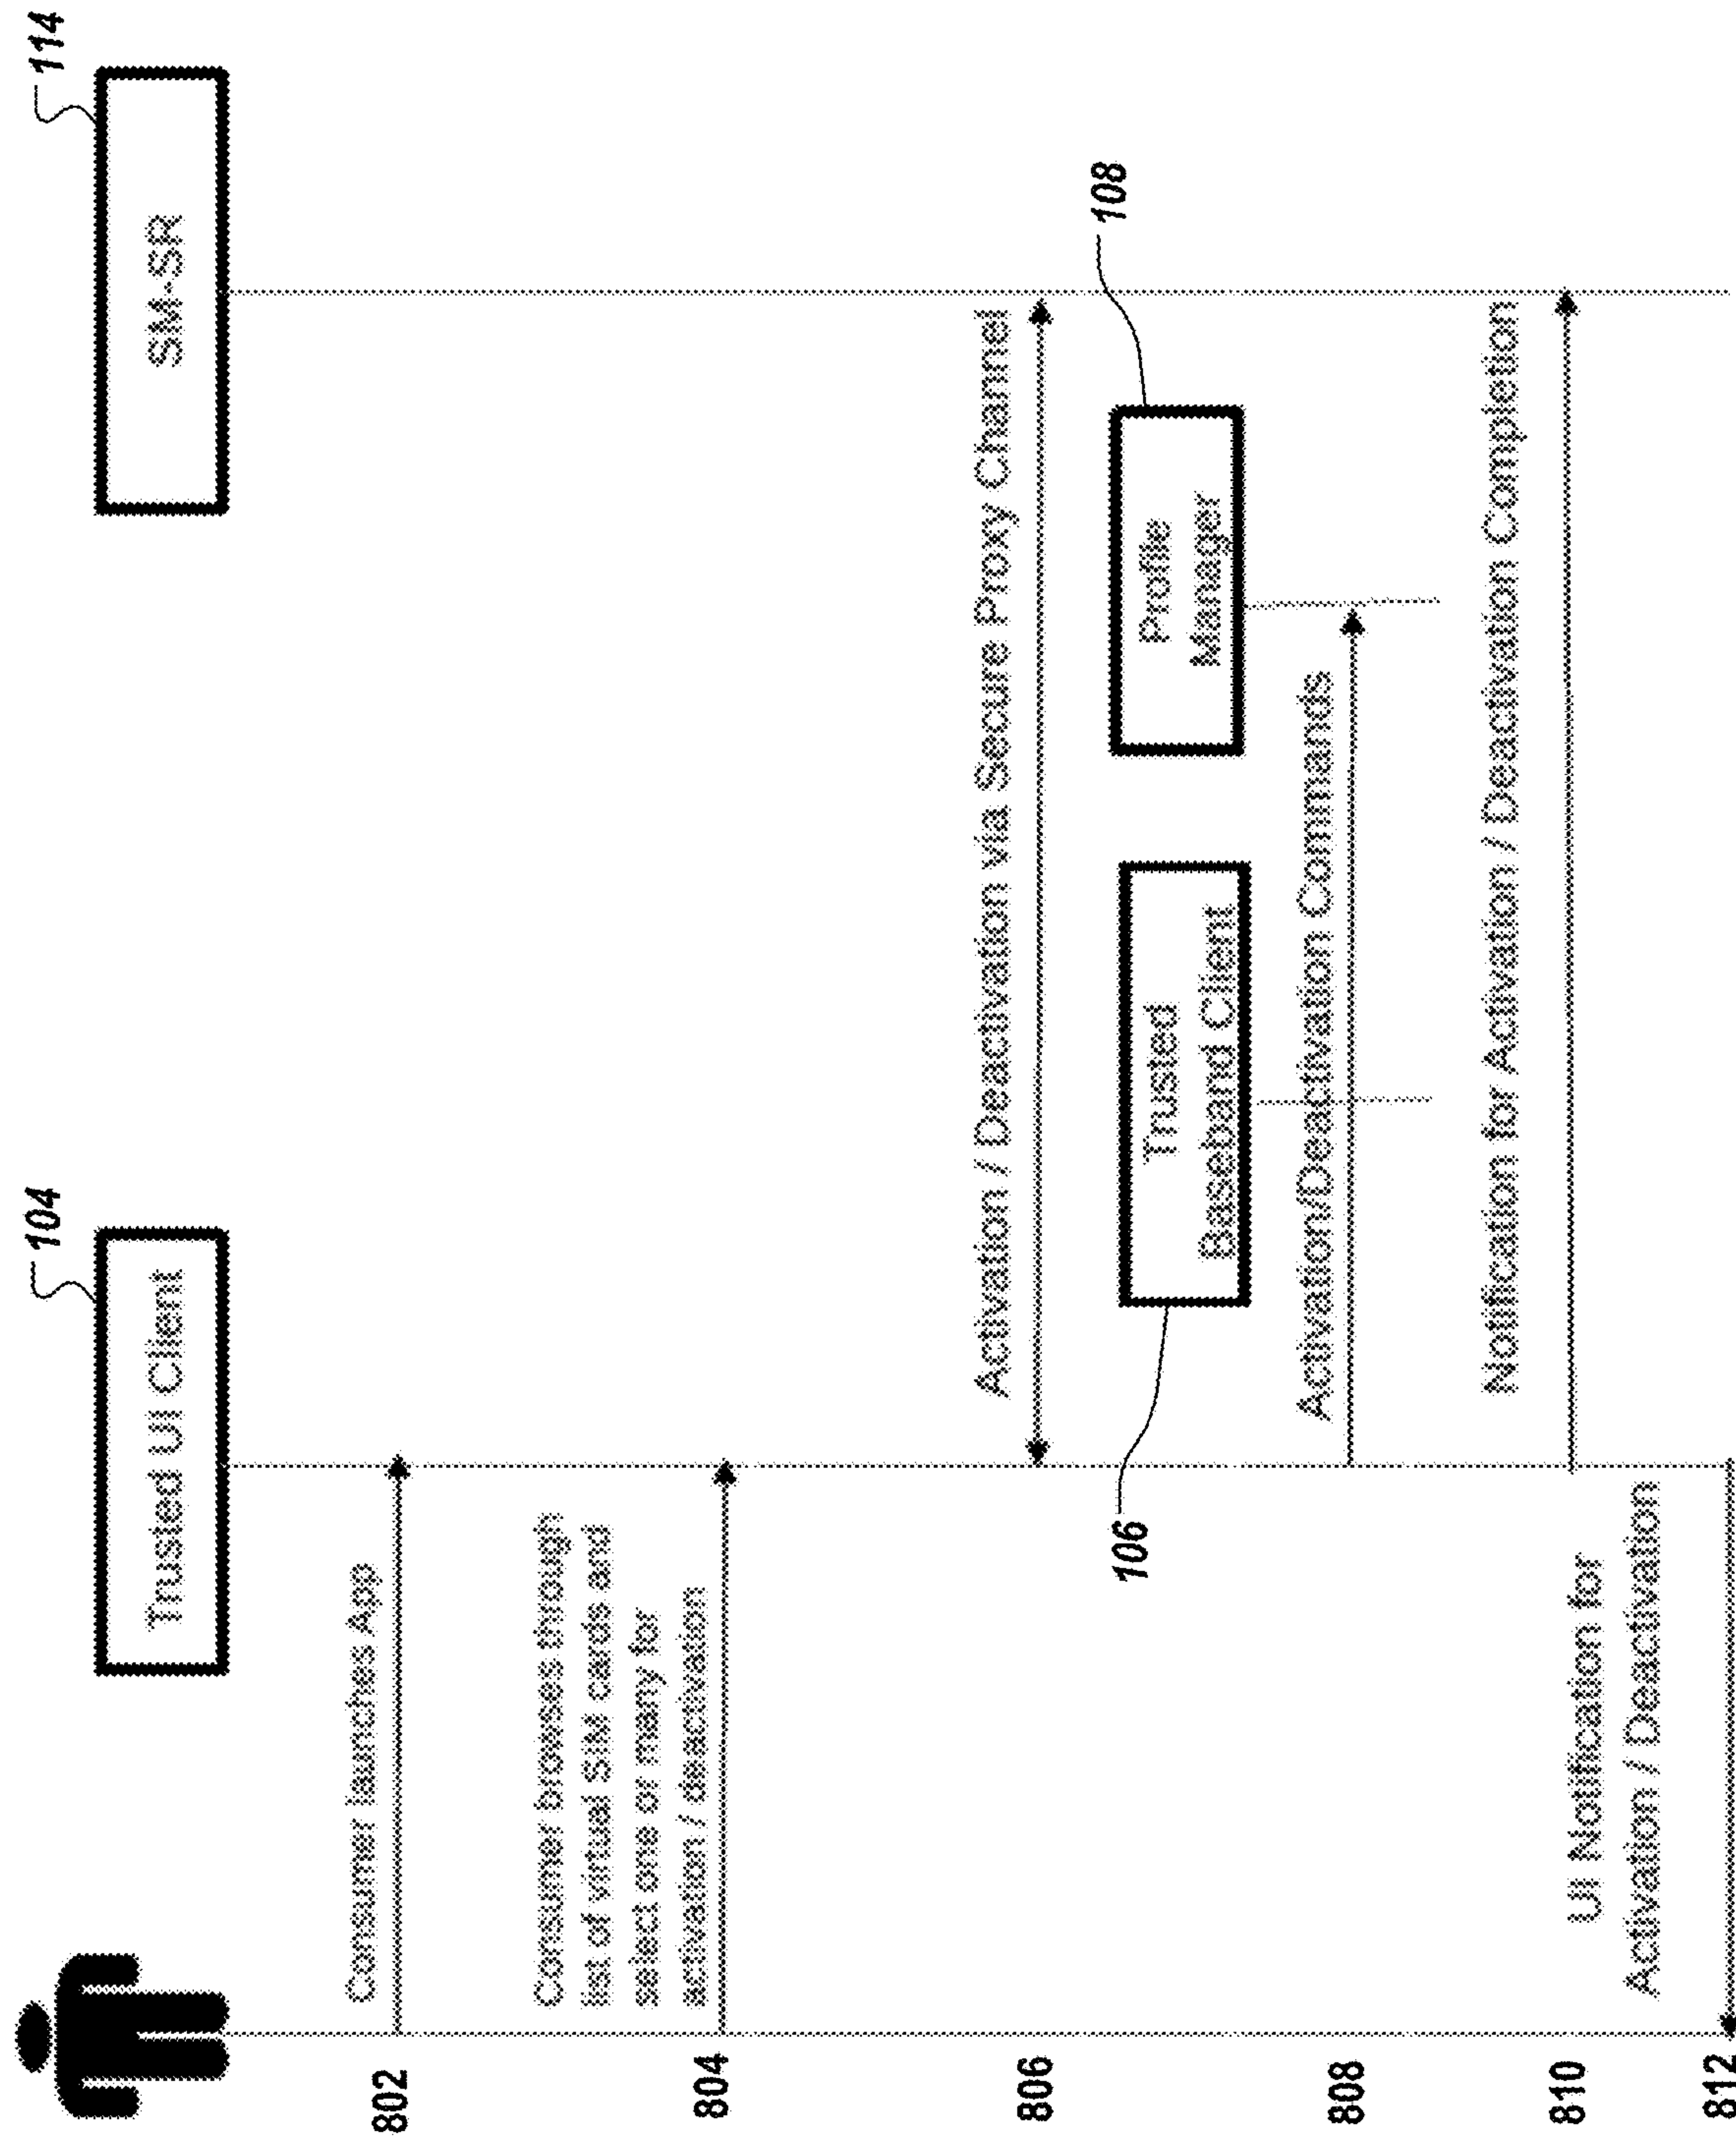 104
114
Trusted UI Client
SM-SR
802
Consumer launches App
804
Consumer browses through
list of virtual SIM cards and
select one or many for
activation / deactivation
806
Activation / Deactivation via Secure Proxy Channel
106
108
Trusted
Baseband Client
Profile
Manager
808
Activation/Deactivation Commands
810
Notification for Activation / Deactivation Completion
812
UI Notification for
Activation / Deactivation